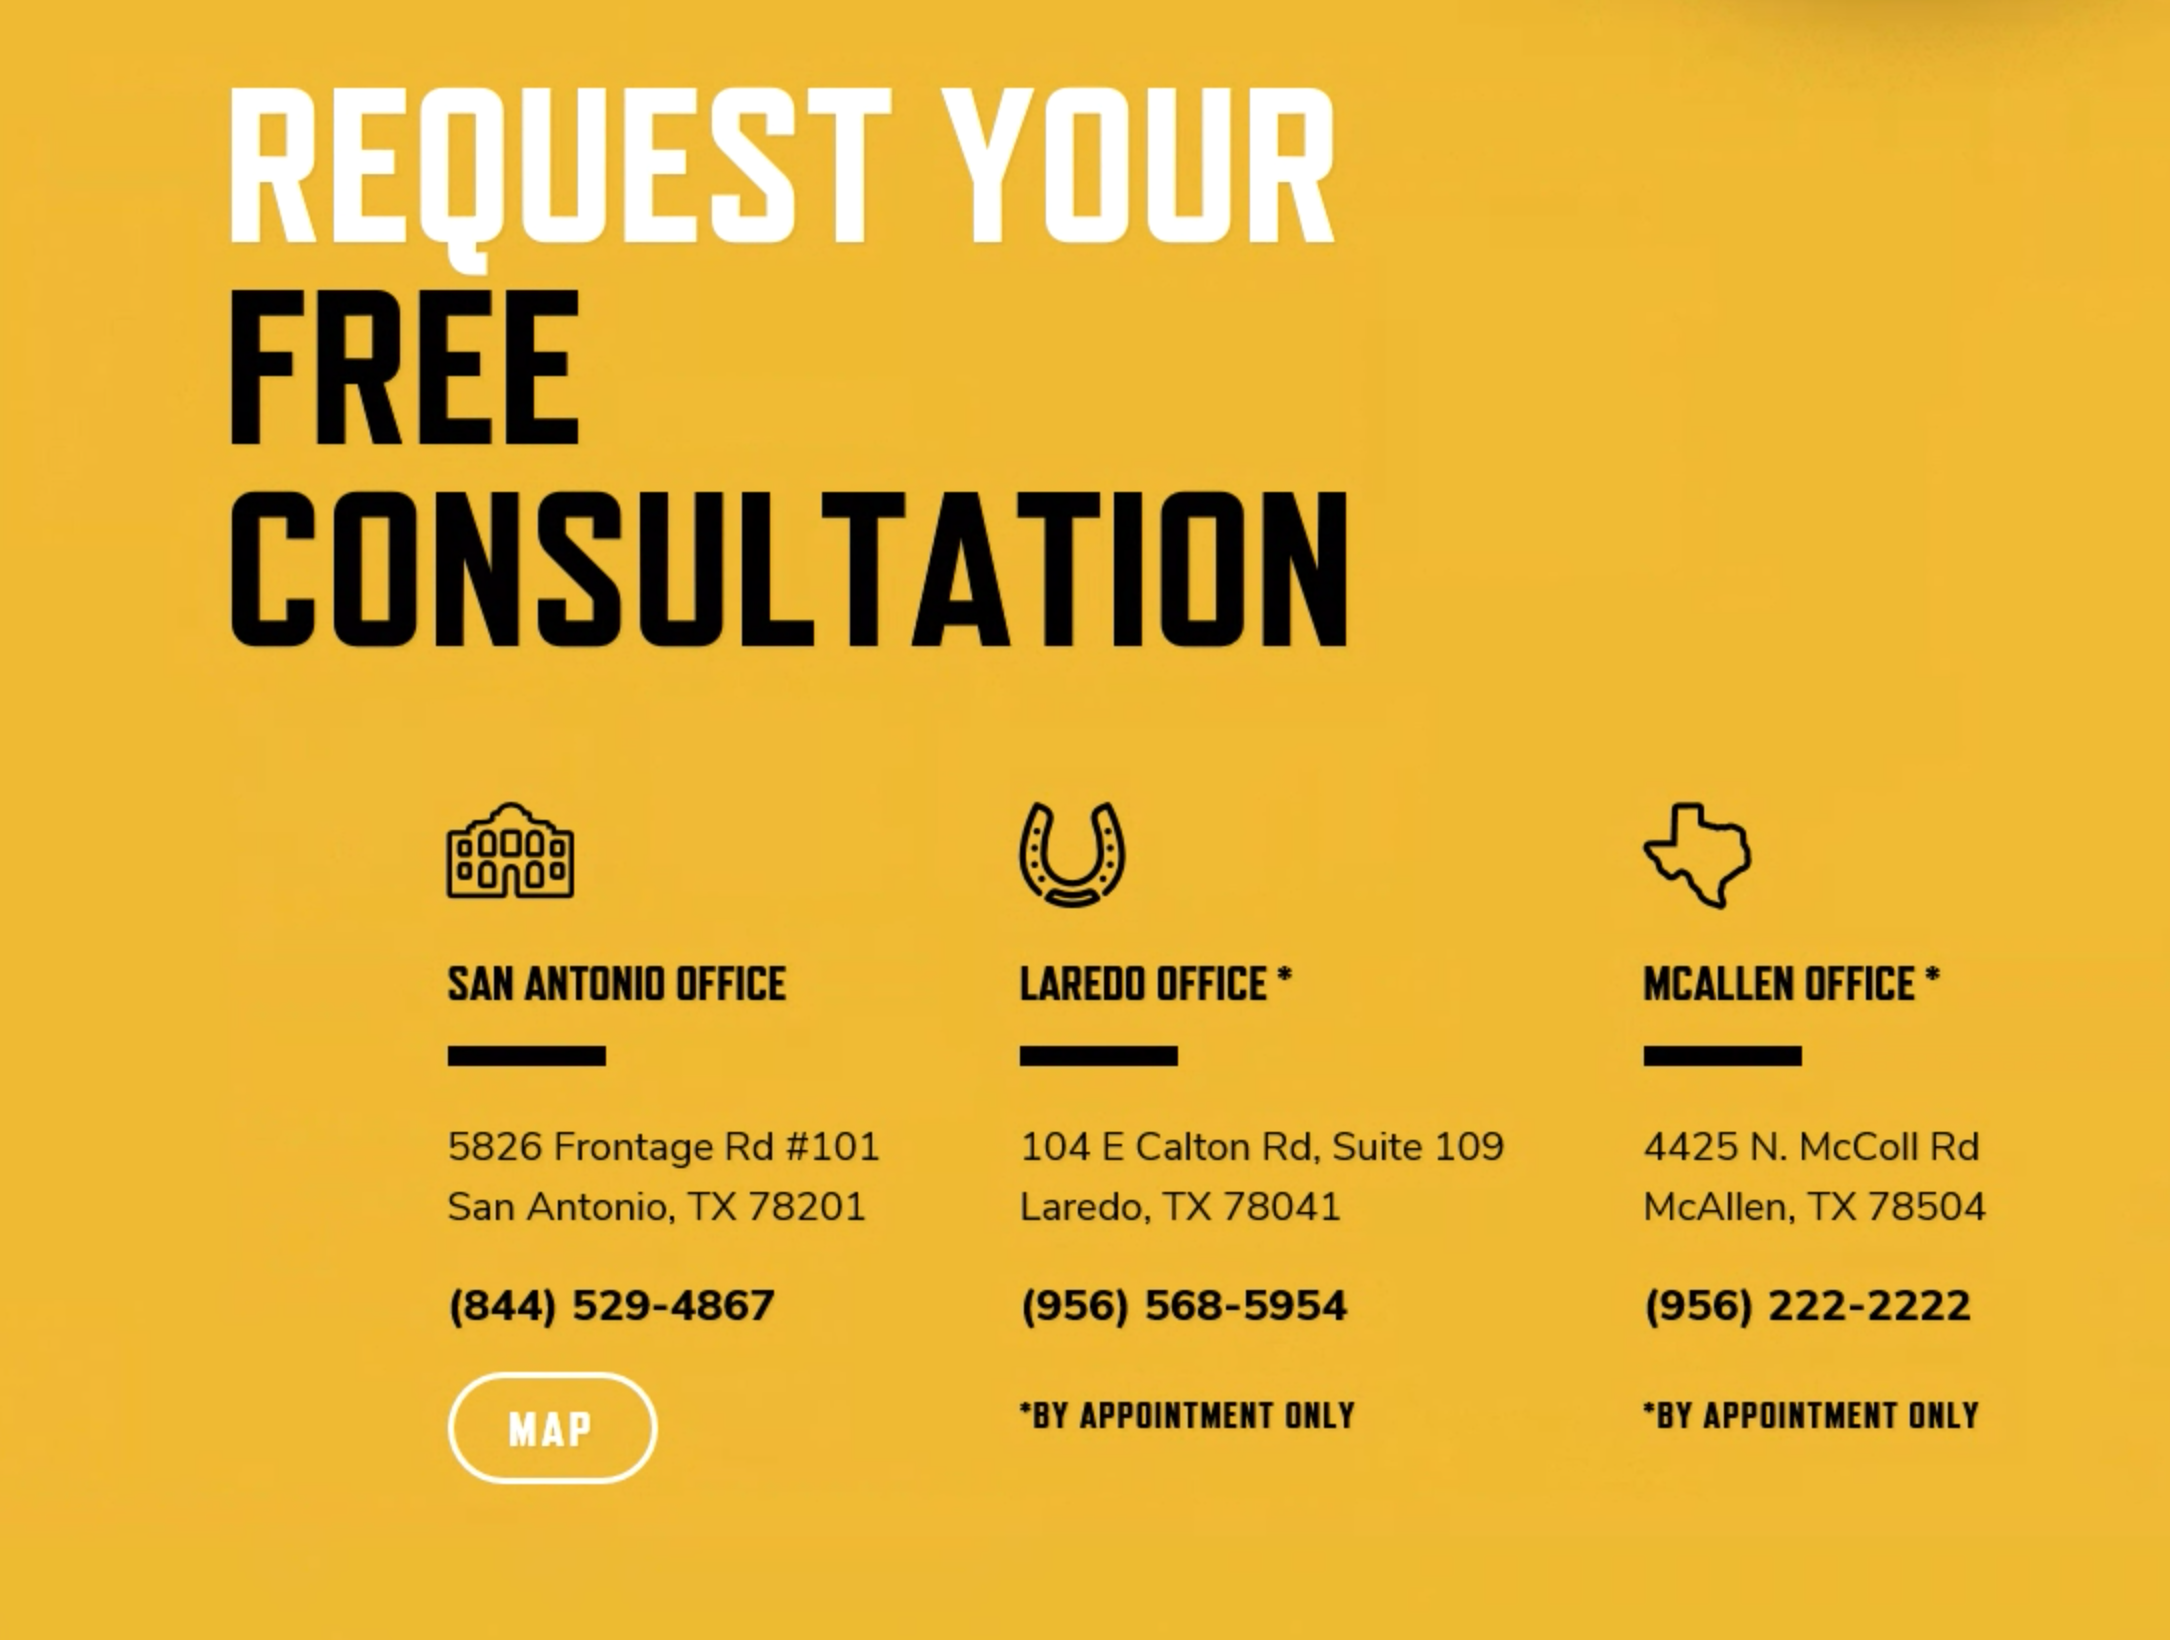 REQUEST YOUR
FREE
CONSULTATION
SAN ANTONIO OFFICE
5826 Frontage Rd #101
San Antonio, TX 78201
(844) 529-4867
MAP
LAREDO OFFICE *
104 E Calton Rd, Suite 109
Laredo, TX 78041
(956) 568-5954
*BY APPOINTMENT ONLY
MCALLEN OFFICE *
4425 N. McColl Rd
McAllen, TX 78504
(956) 222-2222
*BY APPOINTMENT ONLY